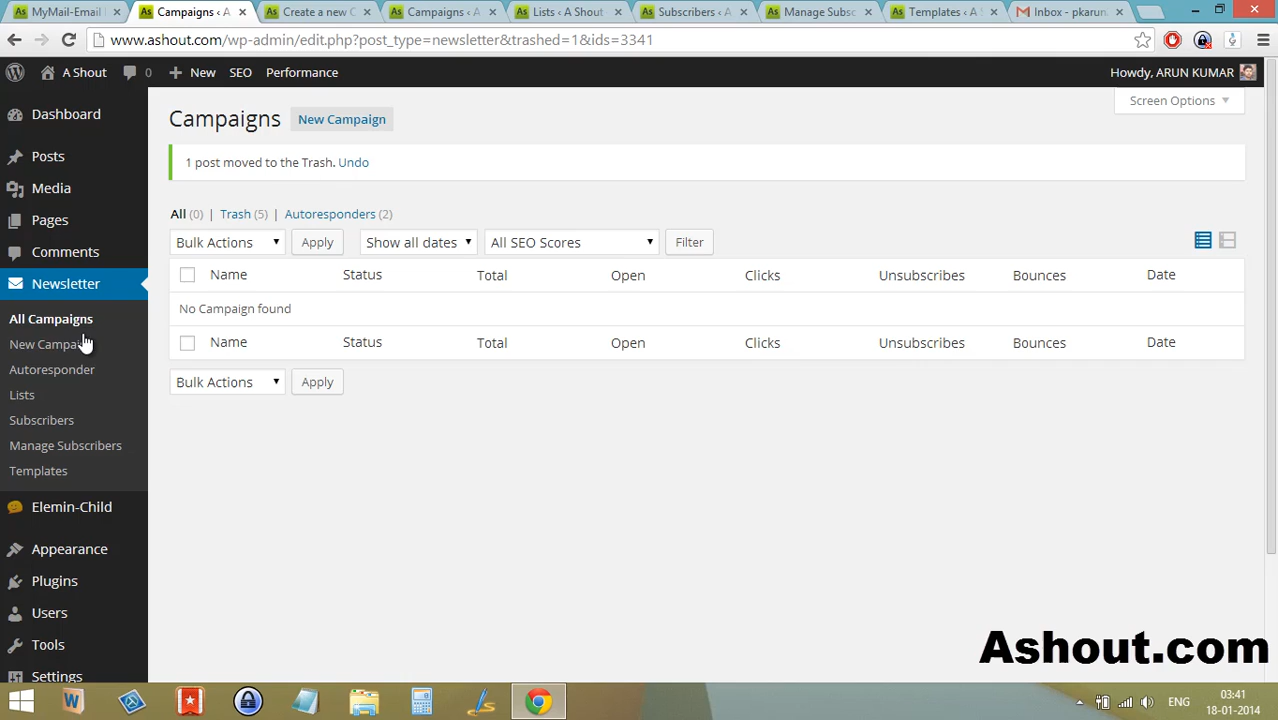 MyMail-Email
Campaigns ‹ A
Create a new C
Campaigns ‹ A
Lists ‹ A Shout
Subscribers ‹ A
Manage Subsc
Templates ‹ A
Inbox - pkarun
www.ashout.com/wp-admin/edit.php?post_type=newsletter&trashed=1&ids=3341
A Shout 0 New SEO Performance Howdy, ARUN KUMAR
Screen Options
Dashboard
Posts
Media
Pages
Comments
Newsletter
All Campaigns
New Campai
Autoresponder
Lists
Subscribers
Manage Subscribers
Templates
Elemin-Child
Appearance
Plugins
Users
Tools
Settings
Campaigns New Campaign
1 post moved to the Trash. Undo
All (0) | Trash (5) | Autoresponders (2)
Bulk Actions Apply Show all dates All SEO Scores Filter
Name Status Total Open Clicks Unsubscribes Bounces Date
No Campaign found
Name Status Total Open Clicks Unsubscribes Bounces Date
Bulk Actions Apply
Ashout.com
ENG
03:41
18-01-2014